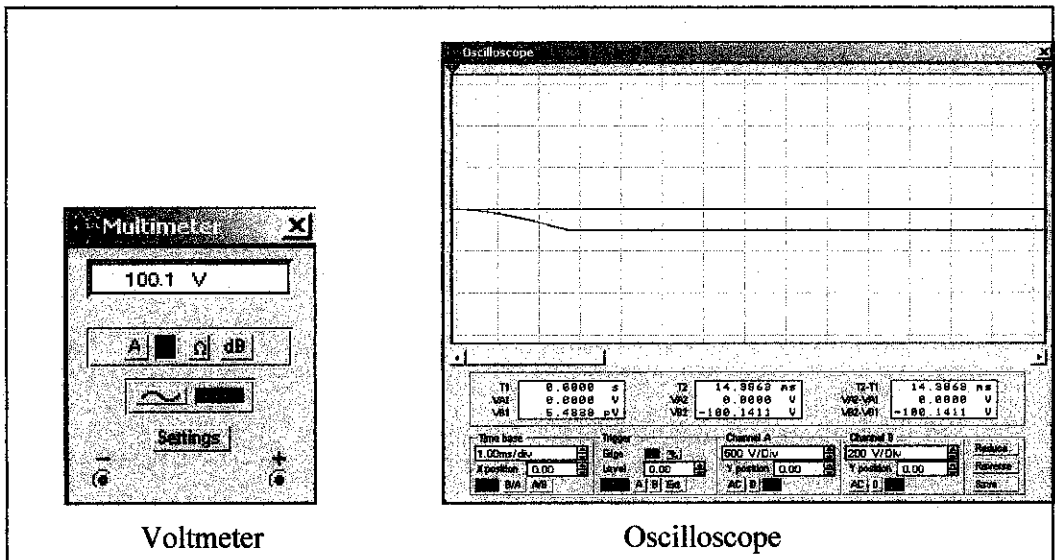 Oscilloscope
Multimeter
100.1 V
A Ω dB
Settings
- +
T1 0.0000 s
VA1 0.0000 V
VB1 5.4888 pV
T2 14.3863 ms
VA2 0.0000 V
VB2 -100.1411 V
T2-T1 14.3863 ms
VA2-VA1 0.0000 V
VB2-VB1 -100.1411 V
Time base
1.00ms/div
X position 0.00
B/A A/B
Trigger
Edge
Level 0.00
A B Ext
Channel A
500 V/Div
Y position 0.00
AC 0
Channel B
200 V/Div
Y position 0.00
AC 0
Reduce
Reverse
Save
Voltmeter
Oscilloscope